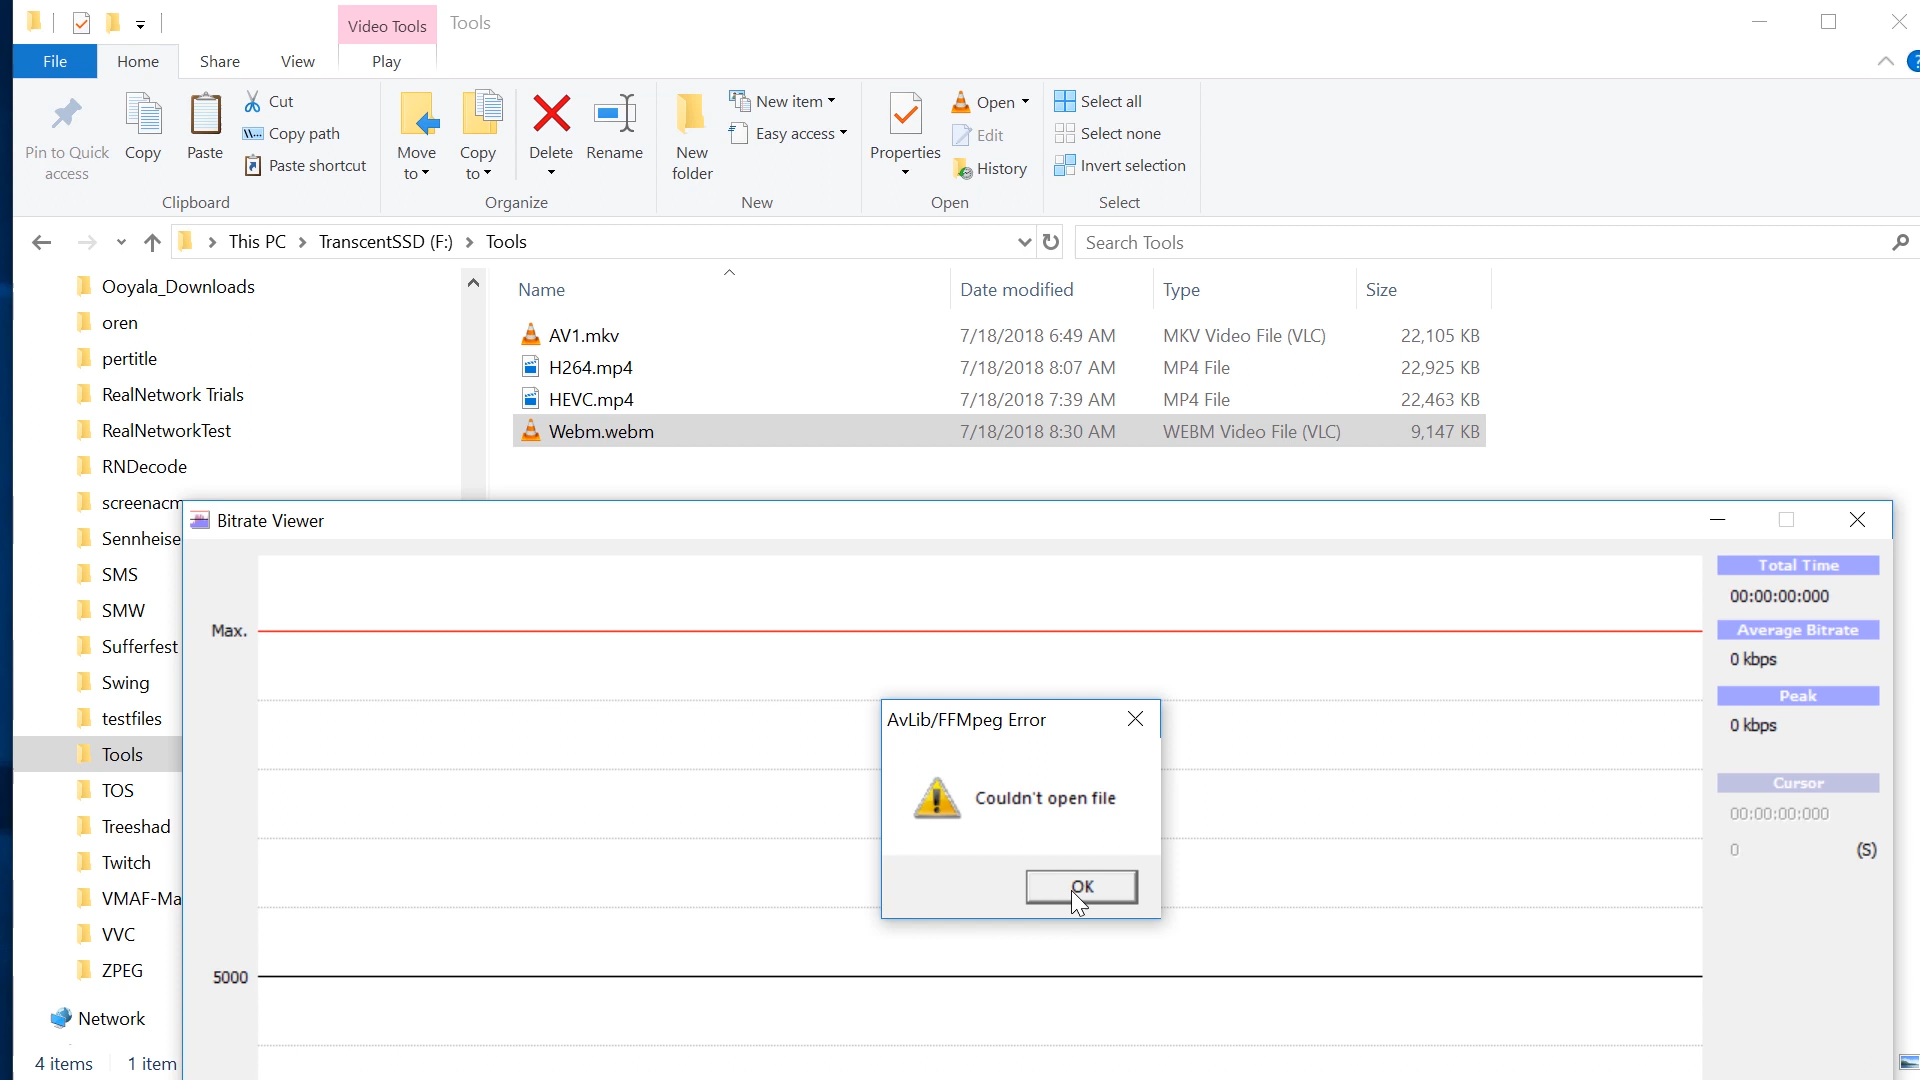 Video Tools
Tools
File
Home
Share
View
Play
Pin to Quick access
Copy
Paste
Cut
Copy path
Paste shortcut
Clipboard
Move to
Copy to
Delete
Rename
Organize
New folder
New item
Easy access
New
Properties
Open
Edit
History
Open
Select all
Select none
Invert selection
Select
This PC
TranscentSSD (F:)
Tools
Search Tools
Ooyala_Downloads
oren
pertitle
RealNetwork Trials
RealNetworkTest
RNDecode
screenacm
Sennheise
SMS
SMW
Sufferfest
Swing
testfiles
Tools
TOS
Treeshad
Twitch
VMAF-Ma
VVC
ZPEG
Network
4 items
1 item
Name
Date modified
Type
Size
AV1.mkv 7/18/2018 6:49 AM MKV Video File (VLC) 22,105 KB
H264.mp4 7/18/2018 8:07 AM MP4 File 22,925 KB
HEVC.mp4 7/18/2018 7:39 AM MP4 File 22,463 KB
Webm.webm 7/18/2018 8:30 AM WEBM Video File (VLC) 9,147 KB
Bitrate Viewer
Max.
5000
AvLib/FFMpeg Error
Couldn't open file
OK
Total Time
00:00:00:000
Average Bitrate
0 kbps
Peak
0 kbps
Cursor
00:00:00:000
0 (S)